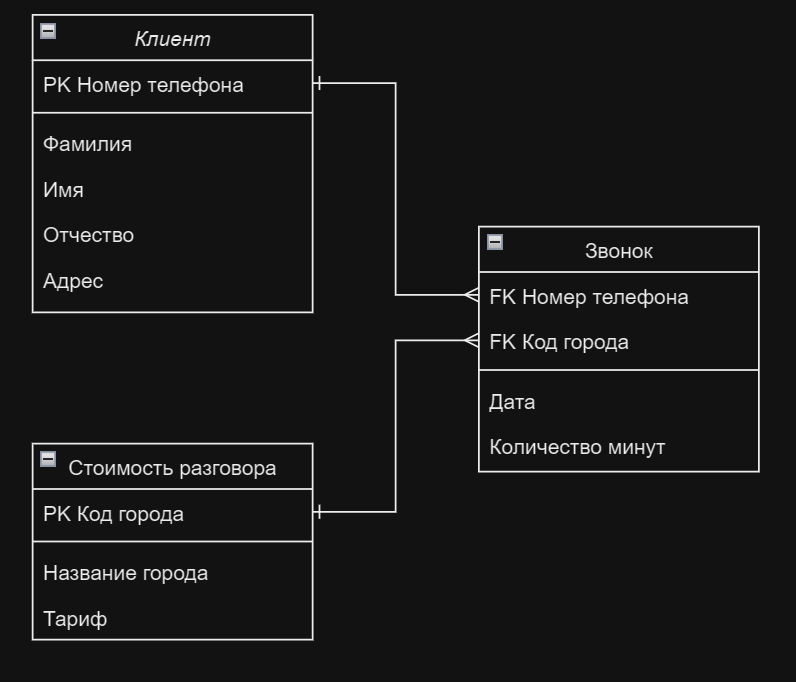 Клиент
PK Номер телефона
Фамилия
Имя
Отчество
Адрес
Звонок
FK Номер телефона
FK Код города
Дата
Количество минут
Стоимость разговора
PK Код города
Название города
Тариф